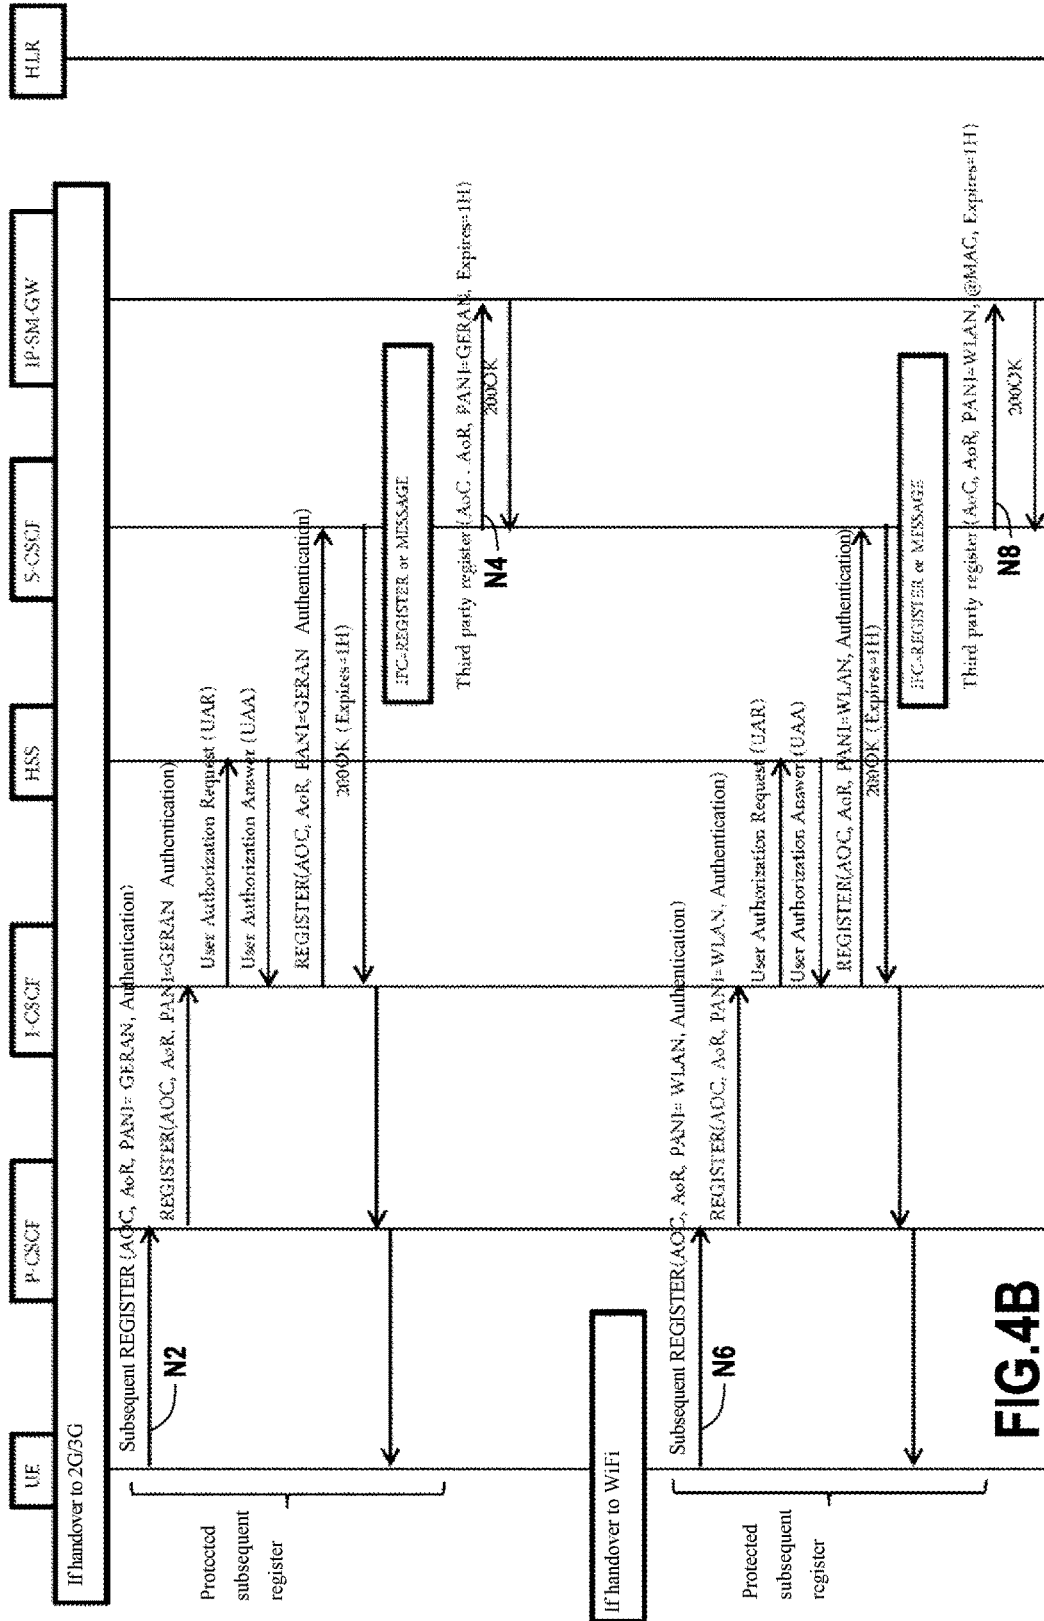 UE
P-CSCF
I-CSCF
HSS
S-CSCF
IP-SM-GW
HLR
If handover to 2G/3G
Subsequent REGISTER (AOC, AoR, PANI= GERAN, Authentication)
N2
REGISTER(AOC, AoR, PANI=GERAN Authentication)
User Authorization Request (UAR)
User Authorization Answer (UAA)
REGISTER(AOC, AoR, PANI=GERAN Authentication)
200OK (Expires=1H)
Protected
subsequent
register
IFC=REGISTER or MESSAGE
Third party register (AoC . AoR, PANI=GERAN, Expires=1H)
N4
200OK
If handover to WiFi
Subsequent REGISTER(AOC, AoR, PANI= WLAN, Authentication)
N6
REGISTER(AOC, AoR, PANI=WLAN, Authentication)
User Authorization Request (UAR)
User Authorization Answer (UAA)
REGISTER(AOC, AoR, PANI=WLAN, Authentication)
200OK (Expires=1H)
Protected
subsequent
register
IFC=REGISTER or MESSAGE
Third party register (AoC, AoR, PANI=WLAN, @MAC, Expires=1H)
N8
200OK
FIG.4B